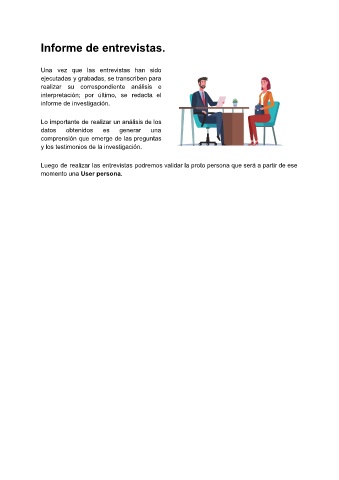 Informe de entrevistas.
Una vez que las entrevistas han sido
ejecutadas y grabadas, se transcriben para
realizar su correspondiente análisis e
interpretación; por último, se redacta el
informe de investigación.
Lo importante de realizar un análisis de los
datos obtenidos es generar una
comprensión que emerge de las preguntas
y los testimonios de la investigación.
Luego de realizar las entrevistas podremos validar la proto persona que será a partir de ese
momento una User persona.